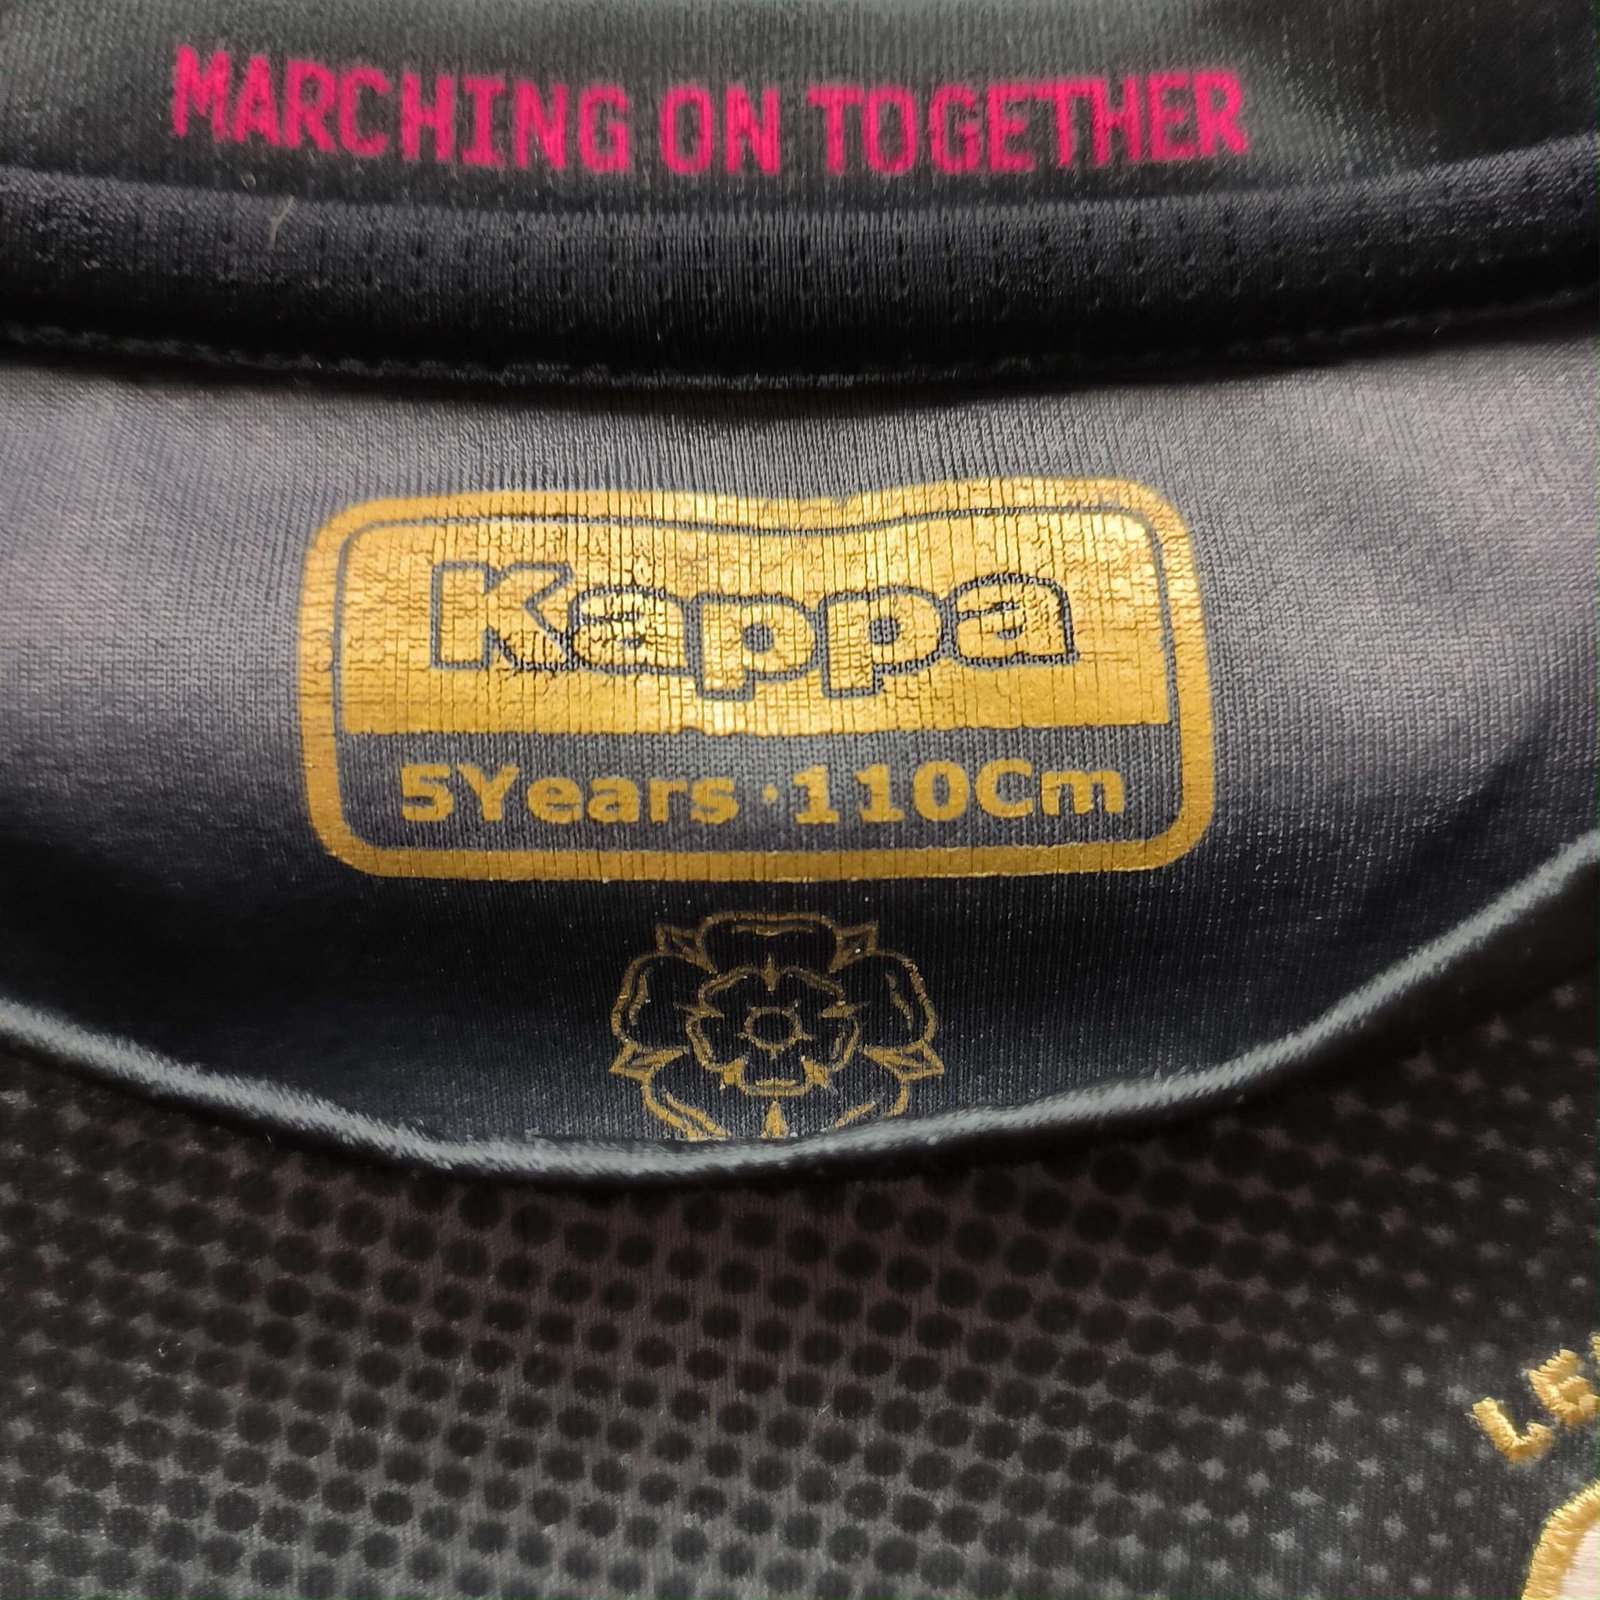 MARCHING ON TOGETHER
Kappa
5Years·110Cm